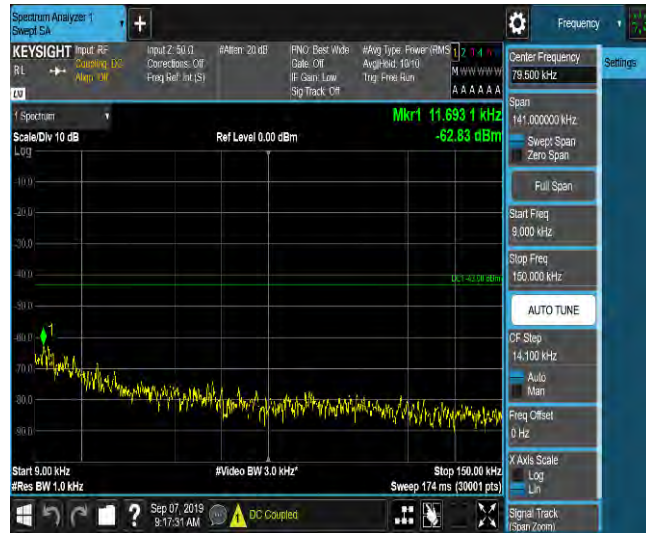 Spectrum Analyzer 1
Swept SA
+
Frequency
KEYSIGHT
RL
Input: RF
Coupling: DC
Align: Off
Input Z: 50 Ω
Corrections: Off
Freq Ref: Int (S)
#Atten: 20 dB
PNO: Best Wide
Gate: Off
IF Gain: Low
Sig Track: Off
#Avg Type: Power (RMS
Avg|Hold: 10/10
Trig: Free Run
M W W W W W
A A A A A A
Settings
Center Frequency
79.500 kHz
Span
141.000000 kHz
Swept Span
Zero Span
Full Span
Start Freq
9.000 kHz
Stop Freq
150.000 kHz
AUTO TUNE
CF Step
14.100 kHz
Auto
Man
Freq Offset
0 Hz
X Axis Scale
Log
Lin
Signal Track
(Span Zoom)
1 Spectrum
Scale/Div 10 dB
Ref Level 0.00 dBm
Mkr1 11.693 1 kHz
-62.83 dBm
Log
-10.0
-20.0
-30.0
-40.0
DL1 -43.00 dBm
-50.0
-60.0
1
-70.0
-80.0
-90.0
Start 9.00 kHz
#Video BW 3.0 kHz*
Stop 150.00 kHz
#Res BW 1.0 kHz
Sweep 174 ms (30001 pts)
?
Sep 07, 2019
9:17:31 AM
DC Coupled